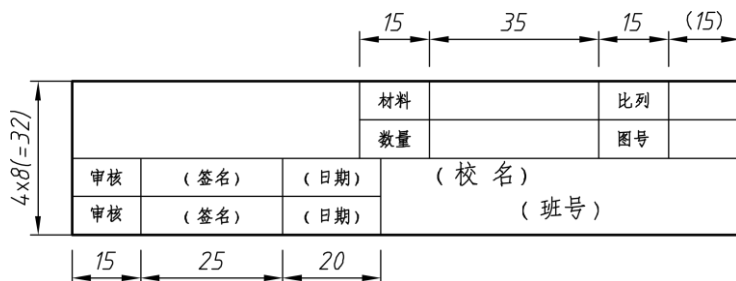 15 35 15 (15)
材料 比列
数量 图号
4x8(=32)
审核 (签名) (日期) (校 名)
审核 (签名) (日期) (班号)
15 25 20